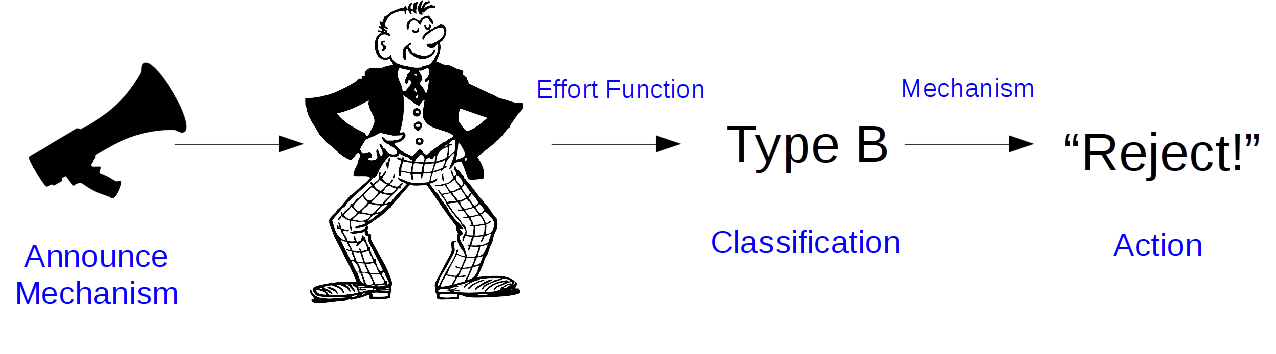 Announce
Mechanism
Effort Function
Type B
Classification
Mechanism
“Reject!”
Action